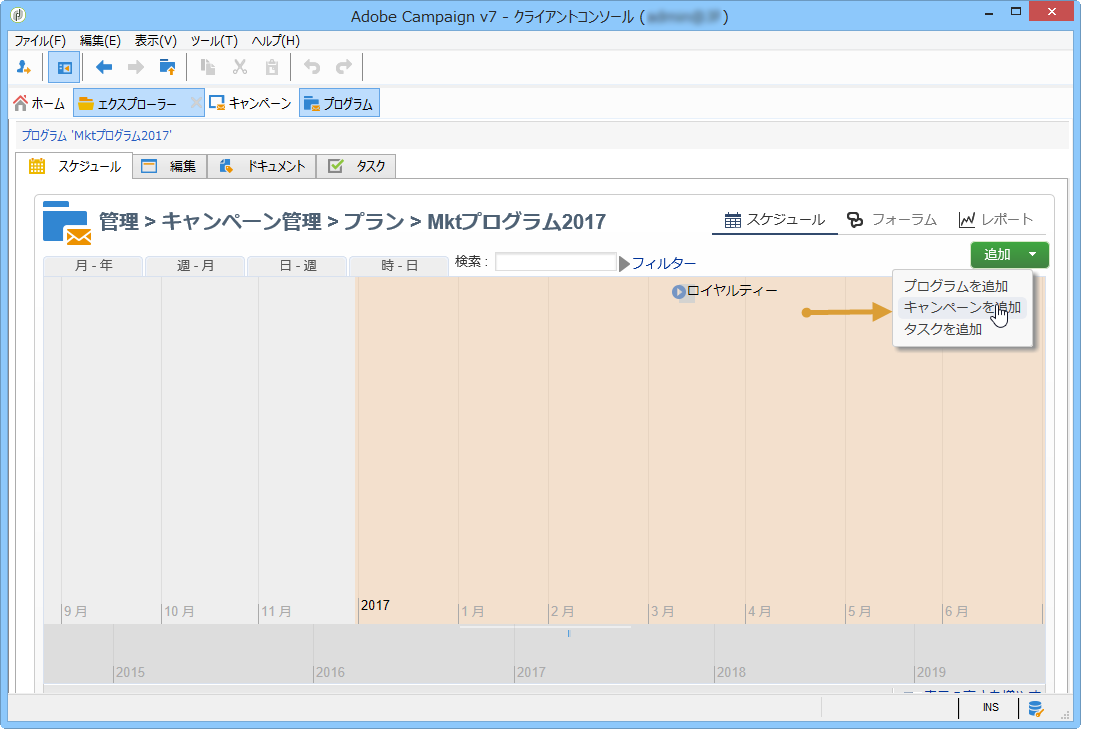 Adobe Campaign v7 - クライアントコンソール ( )
ファイル(F) 編集(E) 表示(V) ツール(T) ヘルプ(H)
ホーム エクスプローラー キャンペーン プログラム
プログラム 'Mktプログラム2017'
スケジュール 編集 ドキュメント タスク
管理 > キャンペーン管理 > プラン > Mktプログラム2017 スケジュール フォーラム レポート
追加
月 - 年 週 - 月 日 - 週 時 - 日 検索 : フィルター
プログラムを追加
ロイヤルティー
キャンペーンを追加
タスクを追加
9 月 10 月 11 月 2017 1 月 2 月 3 月 4 月 5 月 6 月
2015 2016 2017 2018 2019
INS